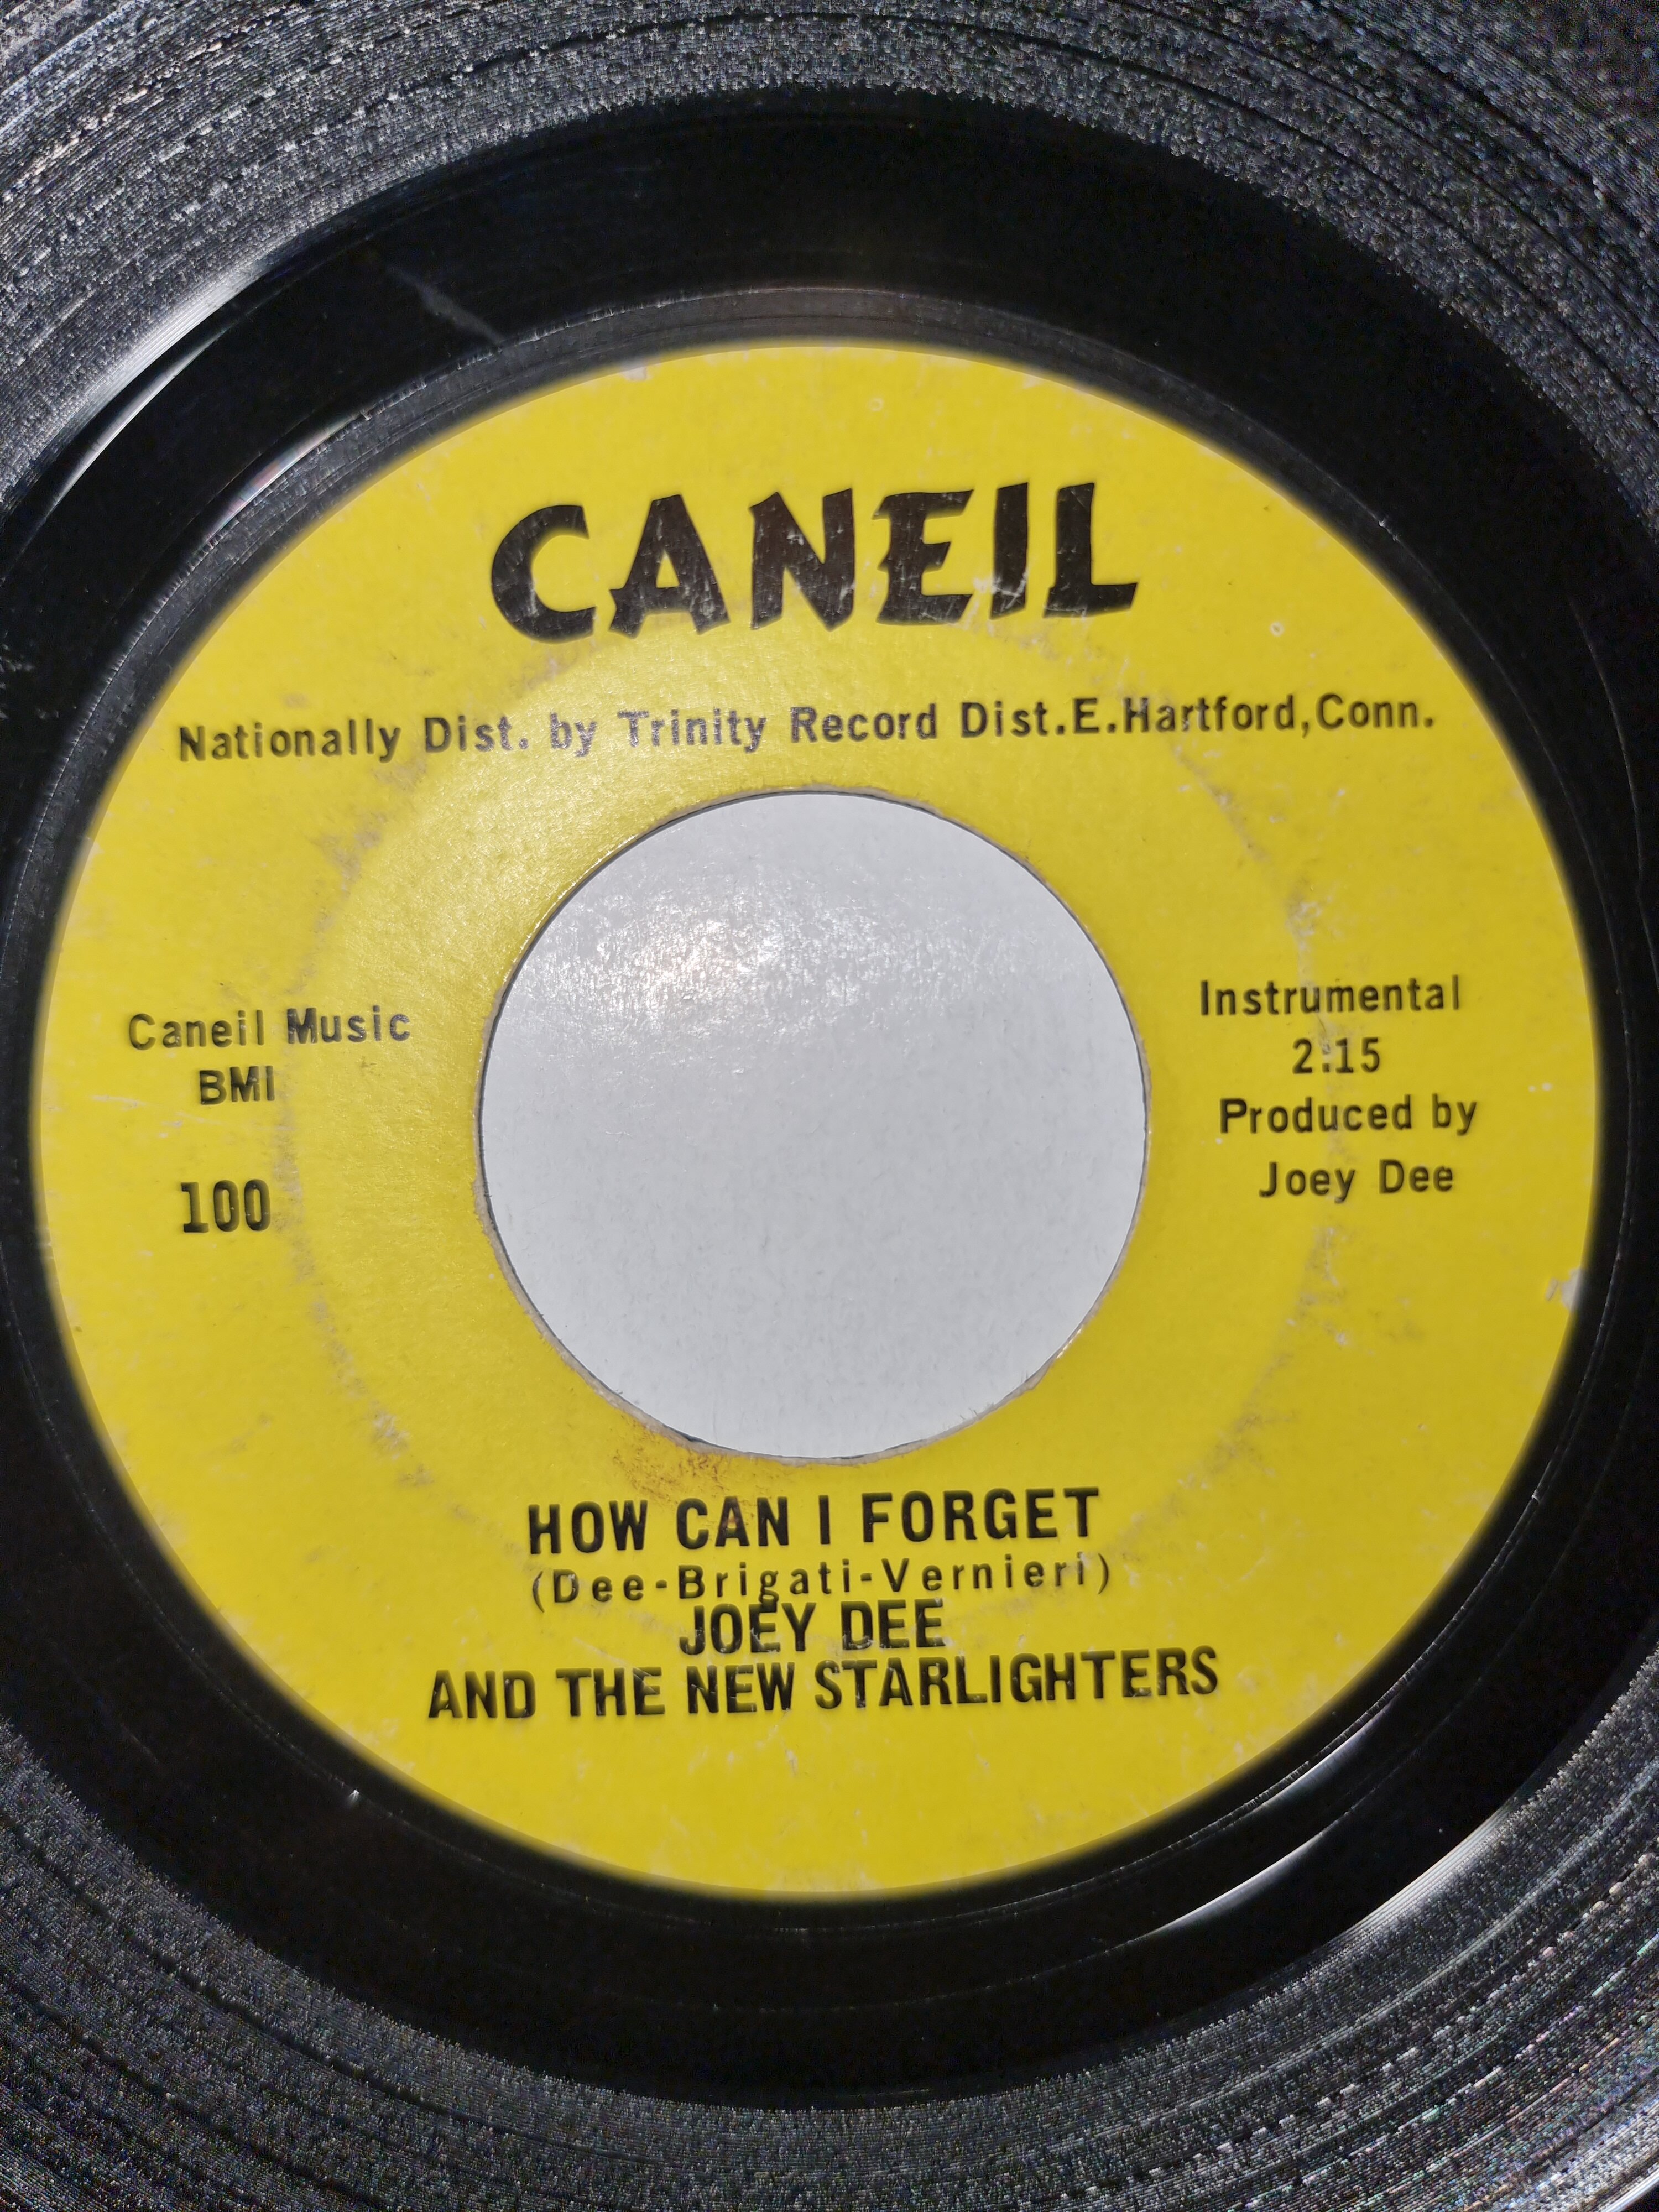 CANEIL
Nationally Dist. by Trinity Record Dist.E.Hartford,Conn.
Caneil Music
BMI
100
Instrumental
2:15
Produced by
Joey Dee
HOW CAN I FORGET
(Dee-Brigati-Vernieri)
JOEY DEE
AND THE NEW STARLIGHTERS